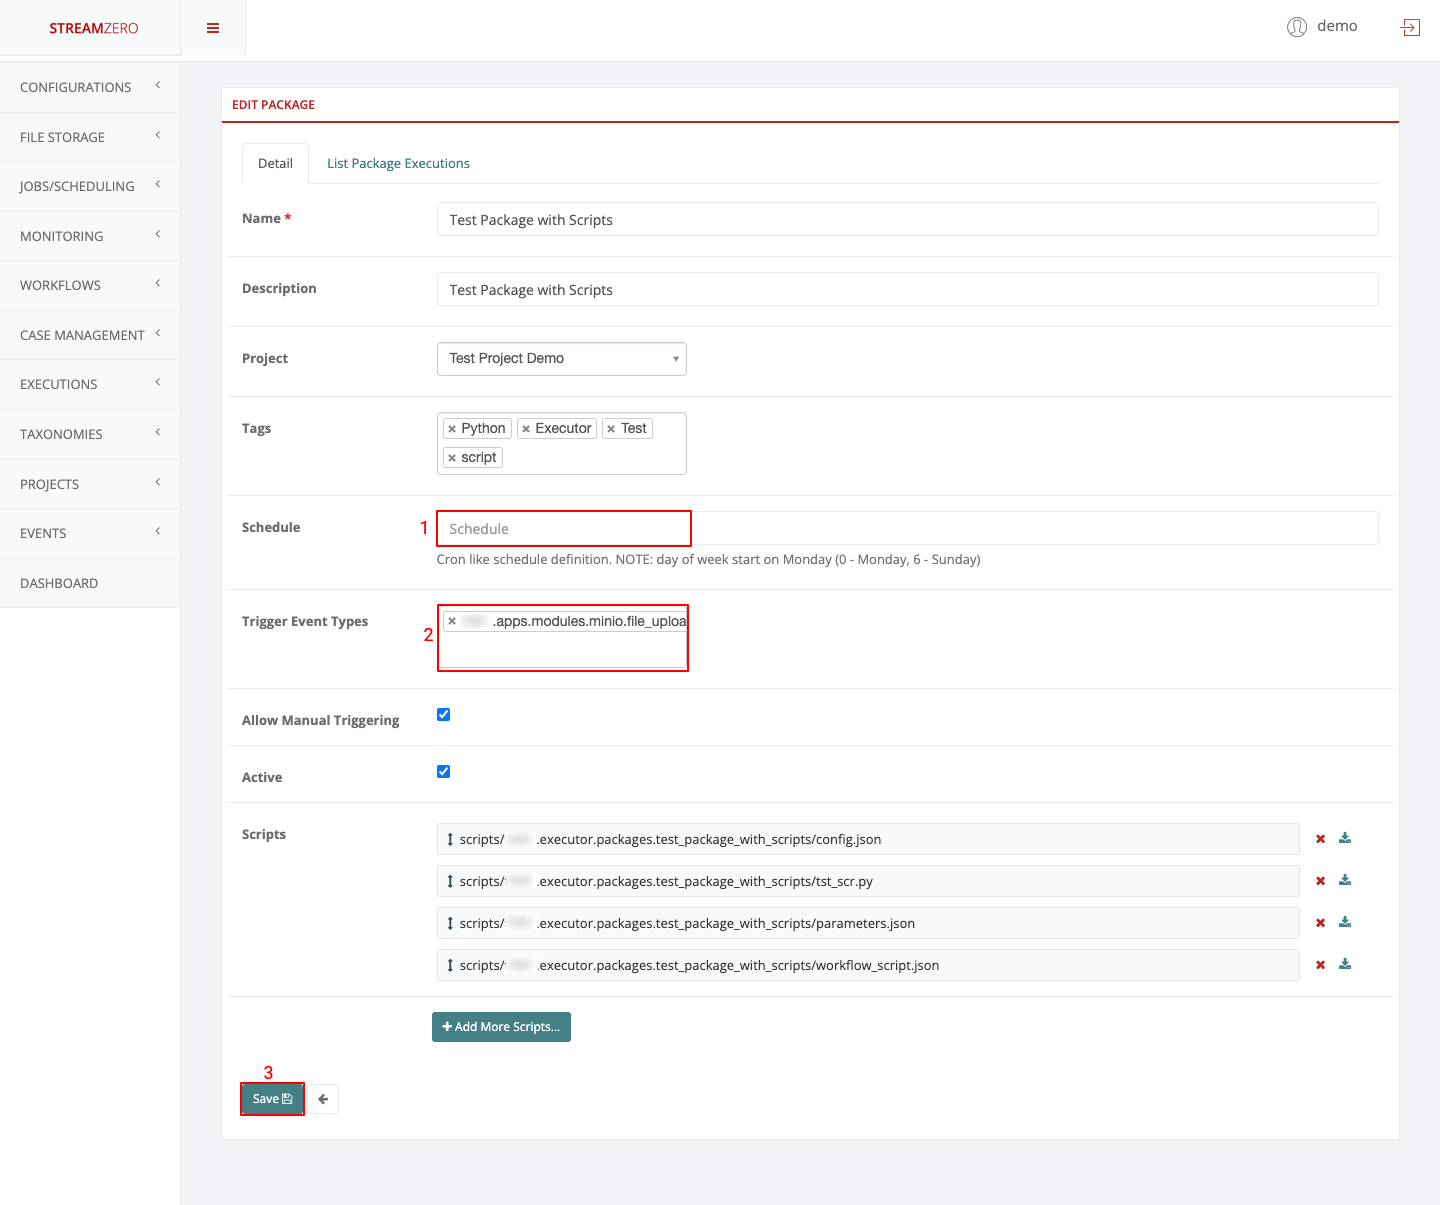 STREAMZERO
demo
CONFIGURATIONS
FILE STORAGE
JOBS/SCHEDULING
MONITORING
WORKFLOWS
CASE MANAGEMENT
EXECUTIONS
TAXONOMIES
PROJECTS
EVENTS
DASHBOARD
EDIT PACKAGE
Detail
List Package Executions
Name *
Test Package with Scripts
Description
Test Package with Scripts
Project
Test Project Demo
Tags
Python
Executor
Test
script
Schedule
1
Schedule
Cron like schedule definition. NOTE: day of week start on Monday (0 - Monday, 6 - Sunday)
Trigger Event Types
2
.apps.modules.minio.file_uploa
Allow Manual Triggering
Active
Scripts
scripts/ .executor.packages.test_package_with_scripts/config.json
scripts/ .executor.packages.test_package_with_scripts/tst_scr.py
scripts/ .executor.packages.test_package_with_scripts/parameters.json
scripts/ .executor.packages.test_package_with_scripts/workflow_script.json
Add More Scripts...
3
Save